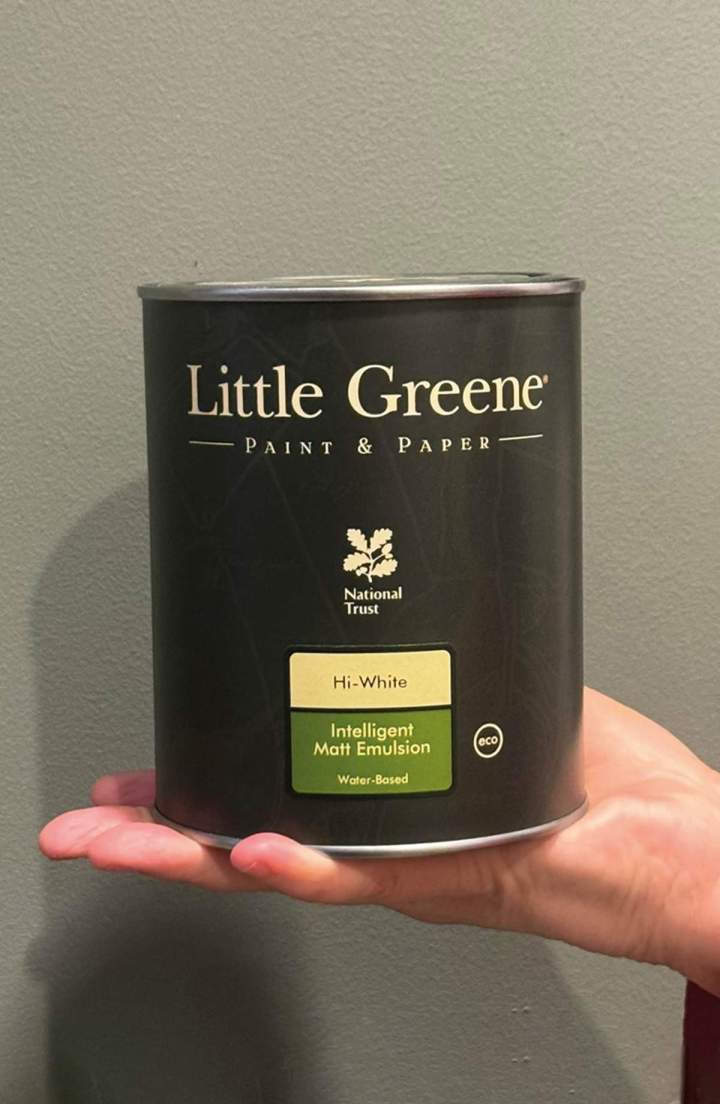 Little Greene®
PAINT & PAPER
National
Trust
Hi-White
Intelligent
Matt Emulsion
Water-Based
eco